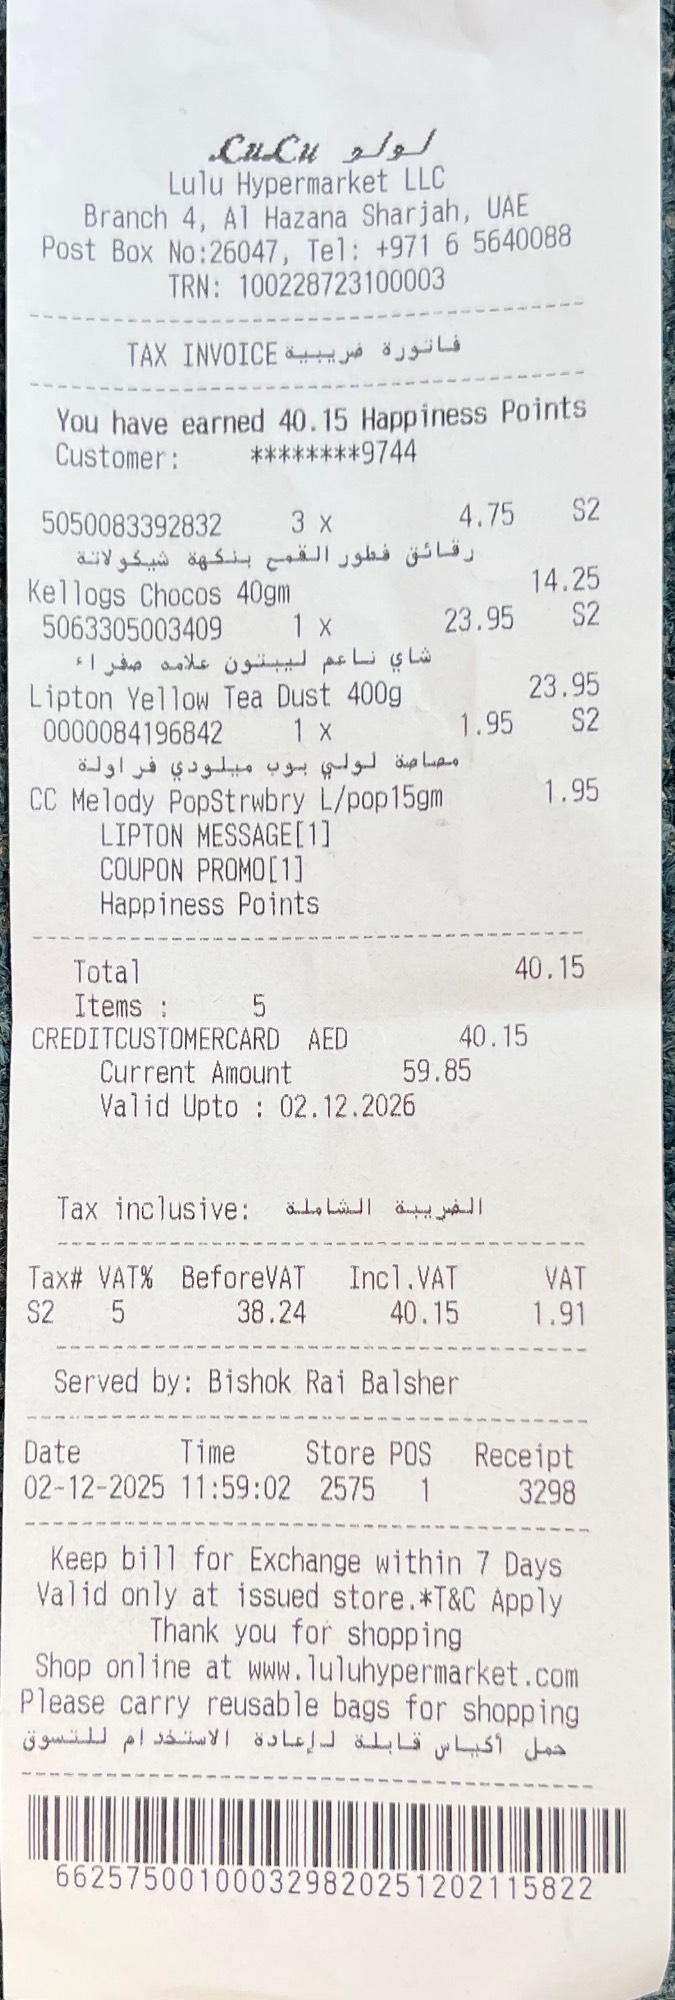 LuLu لولو
Lulu Hypermarket LLC
Branch 4, Al Hazana Sharjah, UAE
Post Box No:26047, Tel: +971 6 5640088
TRN: 100228723100003
TAX INVOICE فاتورة ضريبية
You have earned 40.15 Happiness Points
Customer: ********9744
5050083392832 3 x 4.75 S2
رقائق فطور القمح بنكهة شيكولاتة
Kellogs Chocos 40gm 14.25
5063305003409 1 x 23.95 S2
شاي ناعم ليبتون علامه صفراء
Lipton Yellow Tea Dust 400g 23.95
0000084196842 1 x 1.95 S2
مصاصة لولي بوب ميلودي فراولة
CC Melody PopStrwbry L/pop15gm 1.95
LIPTON MESSAGE[1]
COUPON PROMO[1]
Happiness Points
Total 40.15
Items : 5
CREDITCUSTOMERCARD AED 40.15
Current Amount 59.85
Valid Upto : 02.12.2026
Tax inclusive: الضريبة الشاملة
Tax# VAT% BeforeVAT Incl.VAT VAT
S2 5 38.24 40.15 1.91
Served by: Bishok Rai Balsher
Date Time Store POS Receipt
02-12-2025 11:59:02 2575 1 3298
Keep bill for Exchange within 7 Days
Valid only at issued store.*T&C Apply
Thank you for shopping
Shop online at www.luluhypermarket.com
Please carry reusable bags for shopping
حمل أكياس قابلة لإعادة الاستخدام للتسوق
662575001000329820251202115822